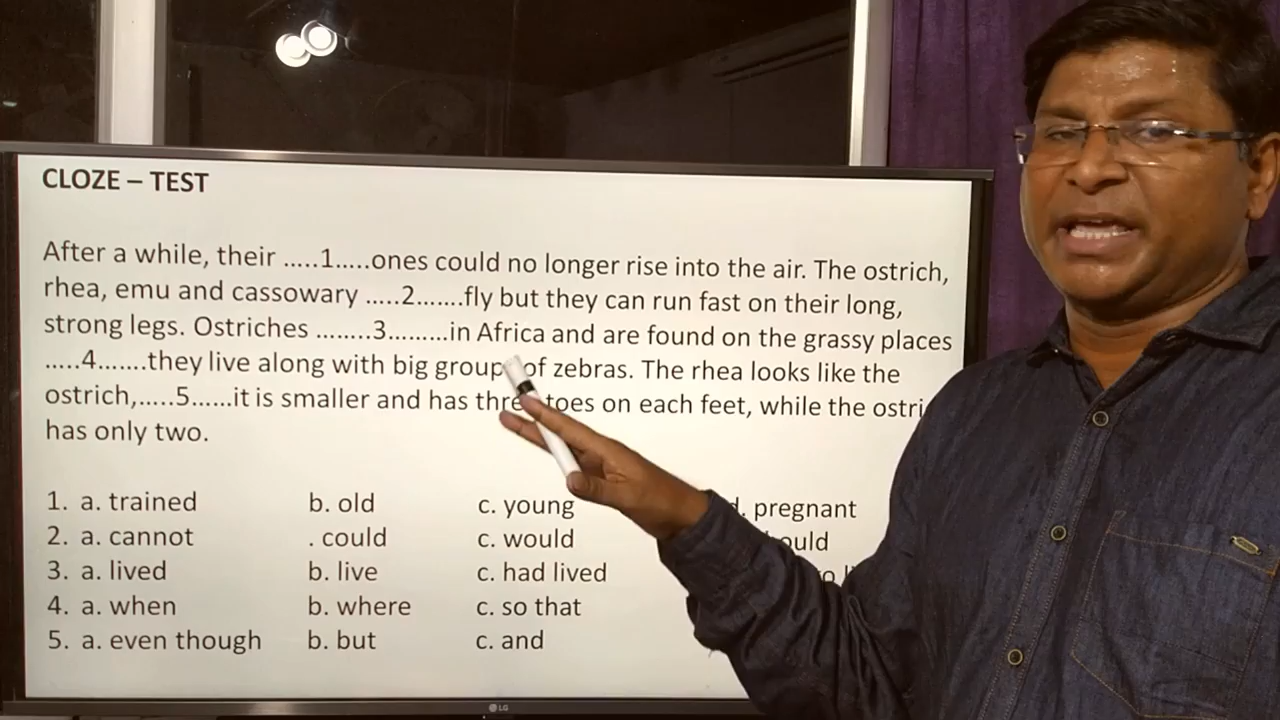 CLOZE – TEST
After a while, their .....1.....ones could no longer rise into the air. The ostrich,
rhea, emu and cassowary .....2.......fly but they can run fast on their long,
strong legs. Ostriches ........3.........in Africa and are found on the grassy places
.....4.......they live along with big group of zebras. The rhea looks like the
ostrich,.....5......it is smaller and has three toes on each feet, while the ostri
has only two.
1. a. trained b. old c. young d. pregnant
2. a. cannot . could c. would ould
3. a. lived b. live c. had lived
4. a. when b. where c. so that
5. a. even though b. but c. and
LG